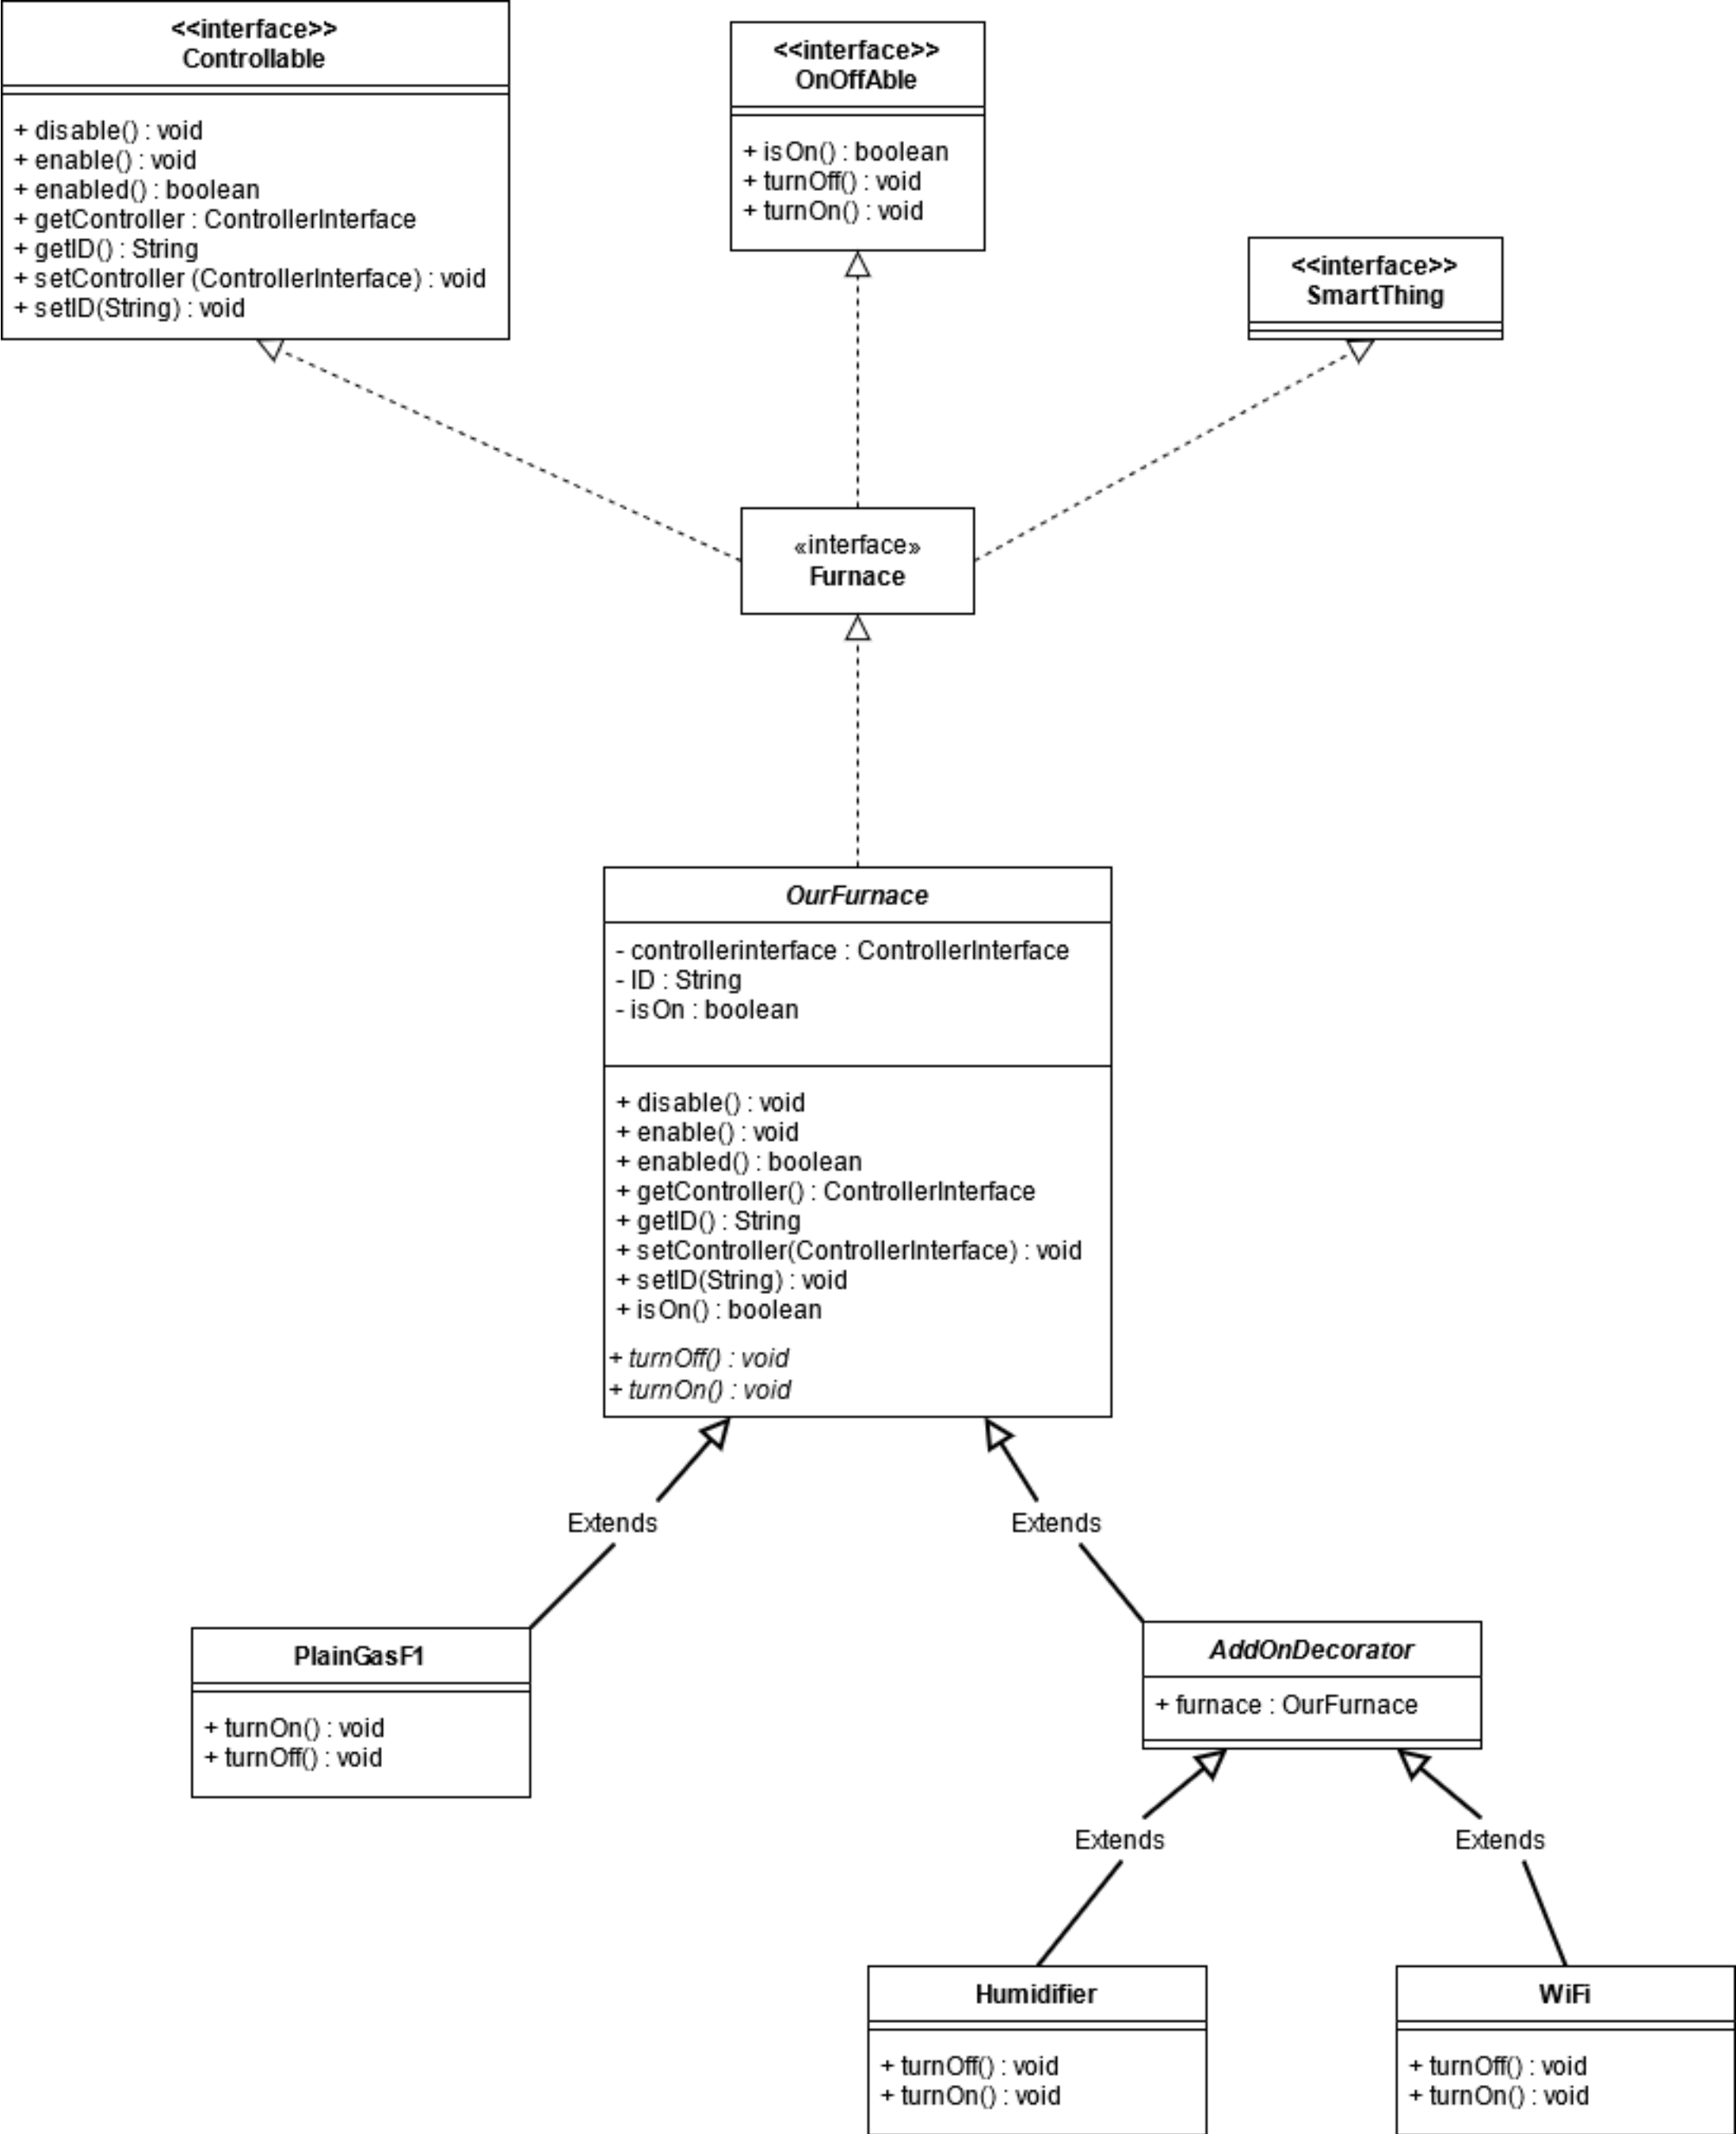 <<interface>>
Controllable
+ disable() : void
+ enable() : void
+ enabled() : boolean
+ getController : ControllerInterface
+ getID() : String
+ setController (ControllerInterface) : void
+ setID(String) : void
<<interface>>
OnOffAble
+ isOn() : boolean
+ turnOff() : void
+ turnOn() : void
<<interface>>
SmartThing
«interface»
Furnace
OurFurnace
- controllerinterface : ControllerInterface
- ID : String
- isOn : boolean
+ disable() : void
+ enable() : void
+ enabled() : boolean
+ getController() : ControllerInterface
+ getID() : String
+ setController(ControllerInterface) : void
+ setID(String) : void
+ isOn() : boolean
+ turnOff() : void
+ turnOn() : void
Extends
Extends
PlainGasF1
+ turnOn() : void
+ turnOff() : void
AddOnDecorator
+ furnace : OurFurnace
Extends
Extends
Humidifier
+ turnOff() : void
+ turnOn() : void
WiFi
+ turnOff() : void
+ turnOn() : void